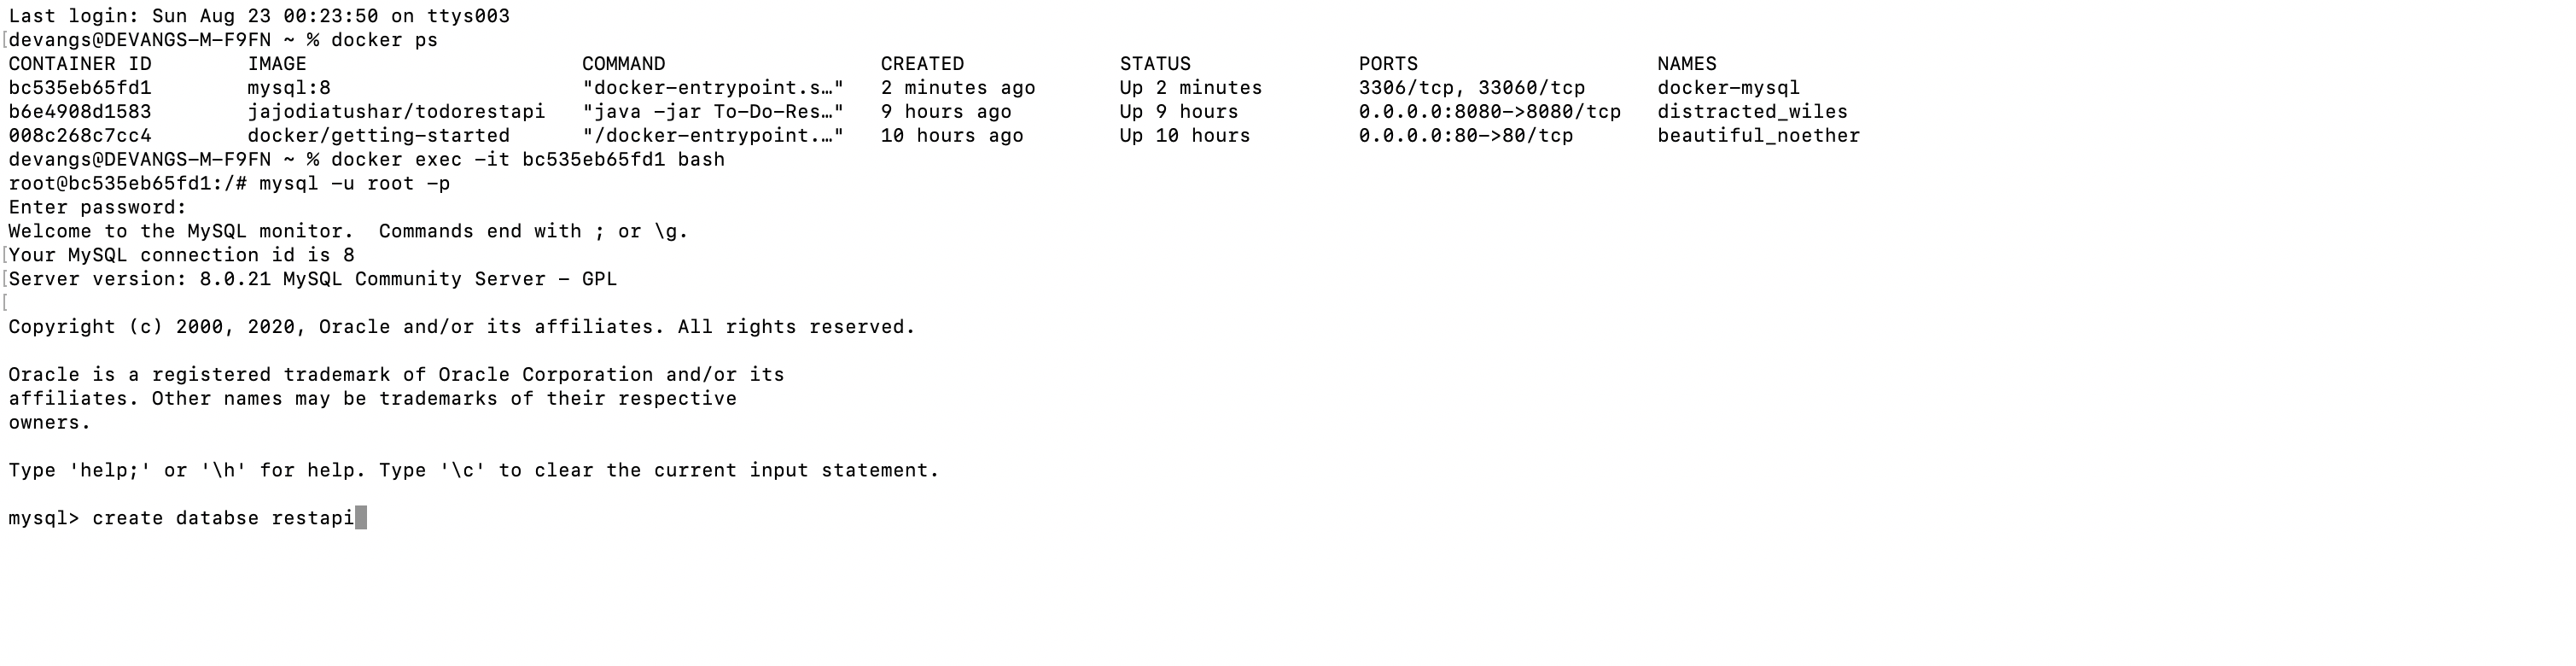 Last login: Sun Aug 23 00:23:50 on ttys003
[devangs@DEVANGS-M-F9FN ~ % docker ps
CONTAINER ID        IMAGE                       COMMAND                  CREATED             STATUS              PORTS                    NAMES
bc535eb65fd1        mysql:8                     "docker-entrypoint.s…"   2 minutes ago       Up 2 minutes        3306/tcp, 33060/tcp      docker-mysql
b6e4908d1583        jajodiatushar/todorestapi   "java -jar To-Do-Res…"   9 hours ago         Up 9 hours          0.0.0.0:8080->8080/tcp   distracted_wiles
008c268c7cc4        docker/getting-started      "/docker-entrypoint.…"   10 hours ago        Up 10 hours         0.0.0.0:80->80/tcp       beautiful_noether
devangs@DEVANGS-M-F9FN ~ % docker exec -it bc535eb65fd1 bash
root@bc535eb65fd1:/# mysql -u root -p
Enter password:
Welcome to the MySQL monitor.  Commands end with ; or \g.
[Your MySQL connection id is 8
[Server version: 8.0.21 MySQL Community Server - GPL
[
Copyright (c) 2000, 2020, Oracle and/or its affiliates. All rights reserved.

Oracle is a registered trademark of Oracle Corporation and/or its
affiliates. Other names may be trademarks of their respective
owners.

Type 'help;' or '\h' for help. Type '\c' to clear the current input statement.

mysql> create databse restapi